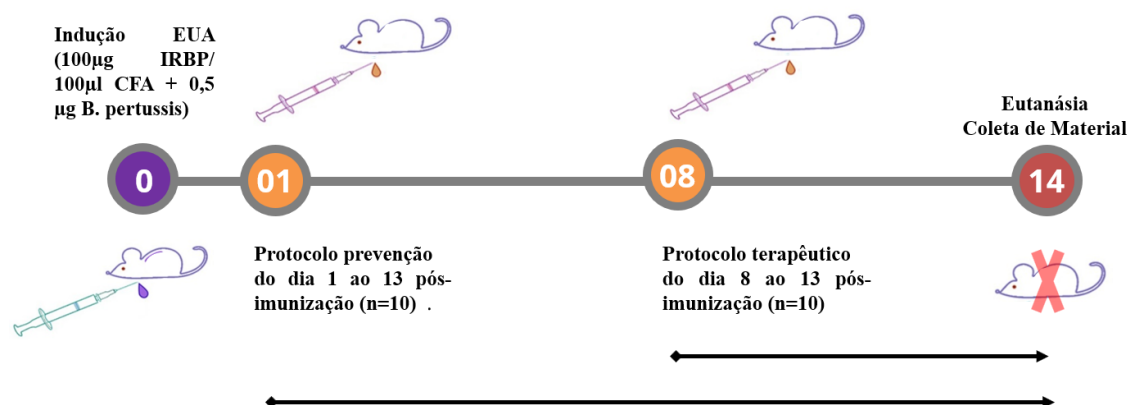 Indução EUA
(100µg IRBP/
100µl CFA + 0,5
µg B. pertussis)
Eutanásia
Coleta de Material
0
01
08
14
Protocolo prevenção
do dia 1 ao 13 pós-
imunização (n=10) .
Protocolo terapêutico
do dia 8 ao 13 pós-
imunização (n=10)